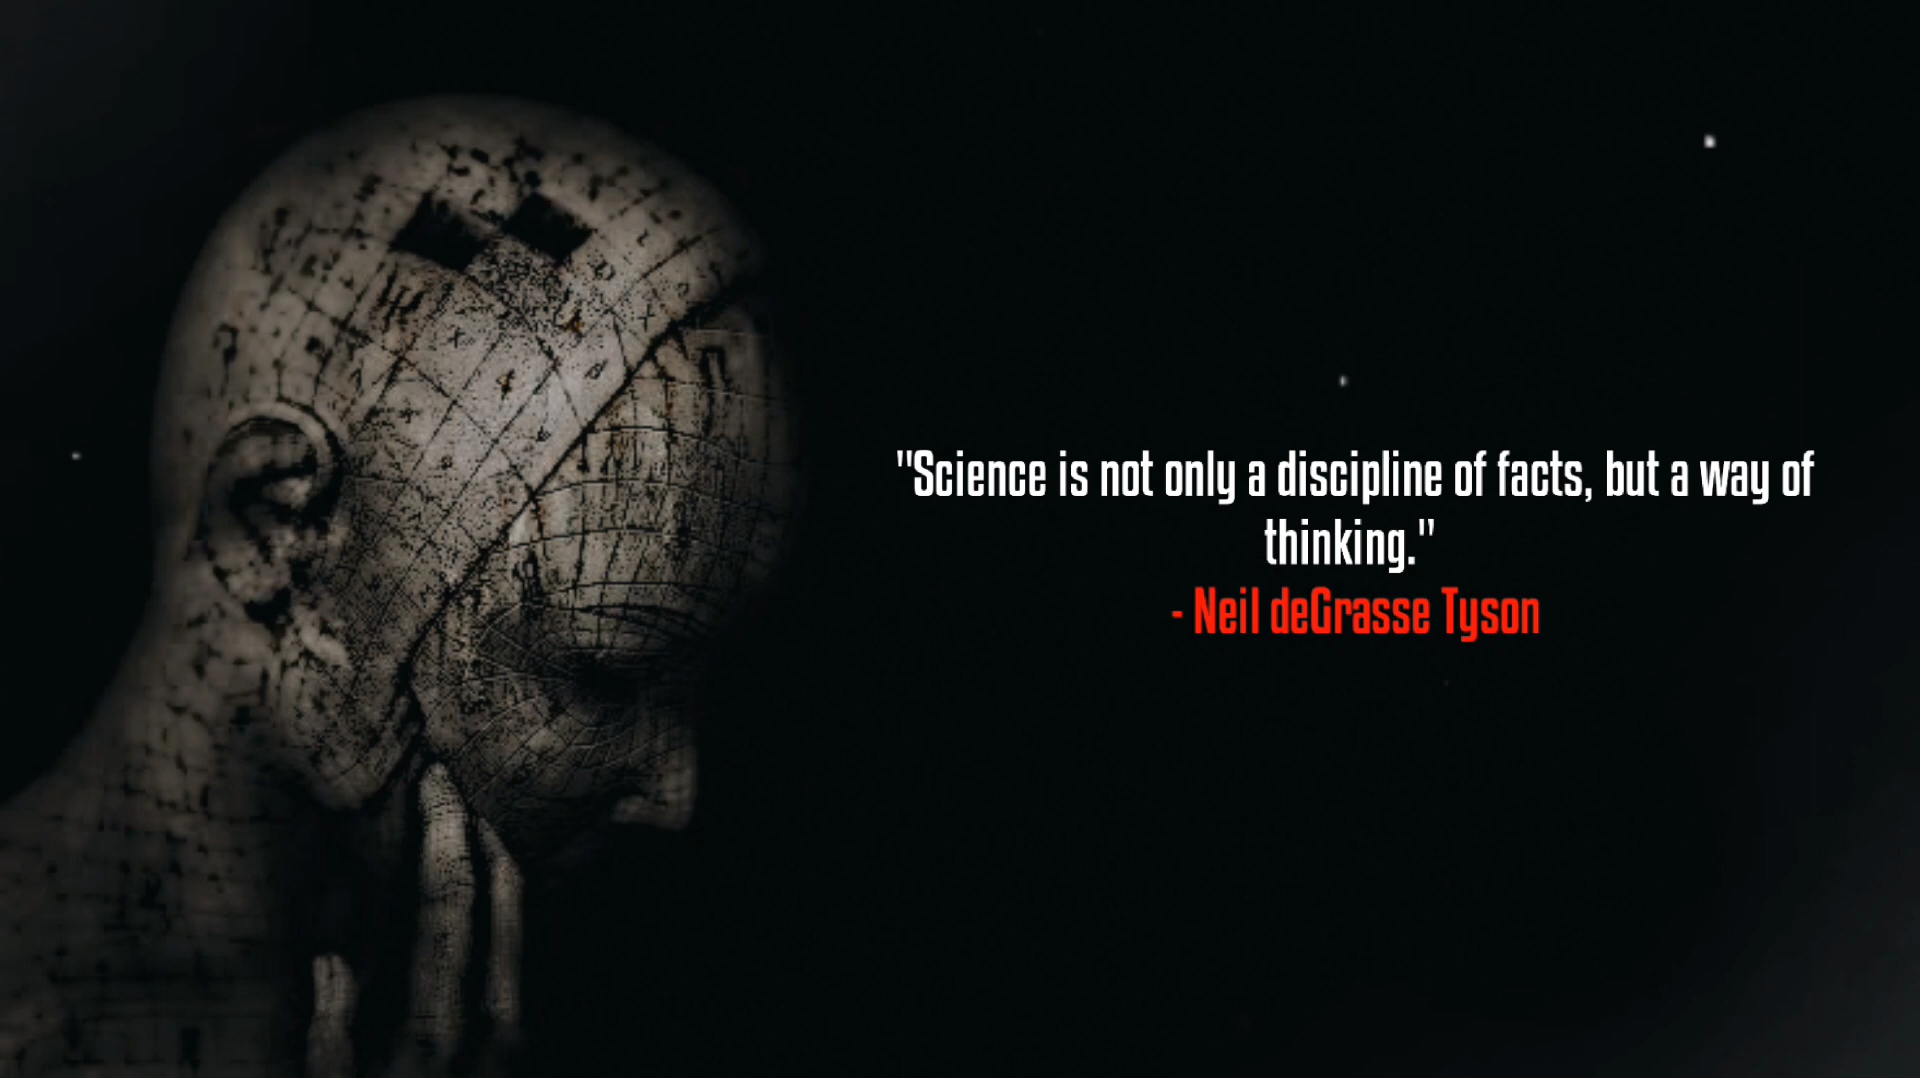 "Science is not only a discipline of facts, but a way of
thinking."
- Neil deGrasse Tyson